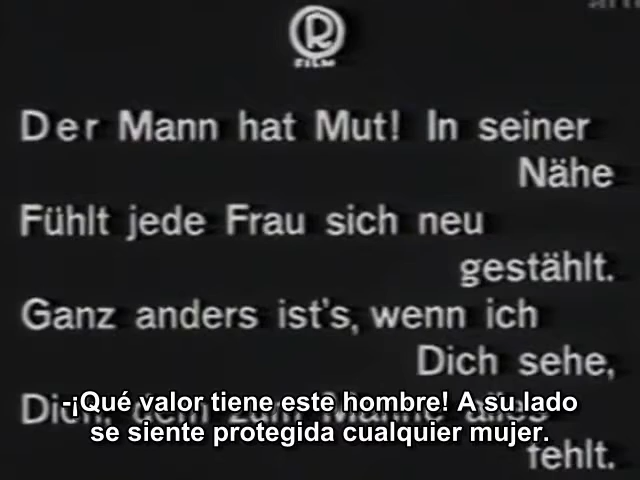 R
FILM
Der Mann hat Mut! In seiner
Nähe
Fühlt jede Frau sich neu
gestählt.
Ganz anders ist's, wenn ich
Dich sehe,
-¡Qué valor tiene este hombre! A su lado
se siente protegida cualquier mujer.
fehlt.